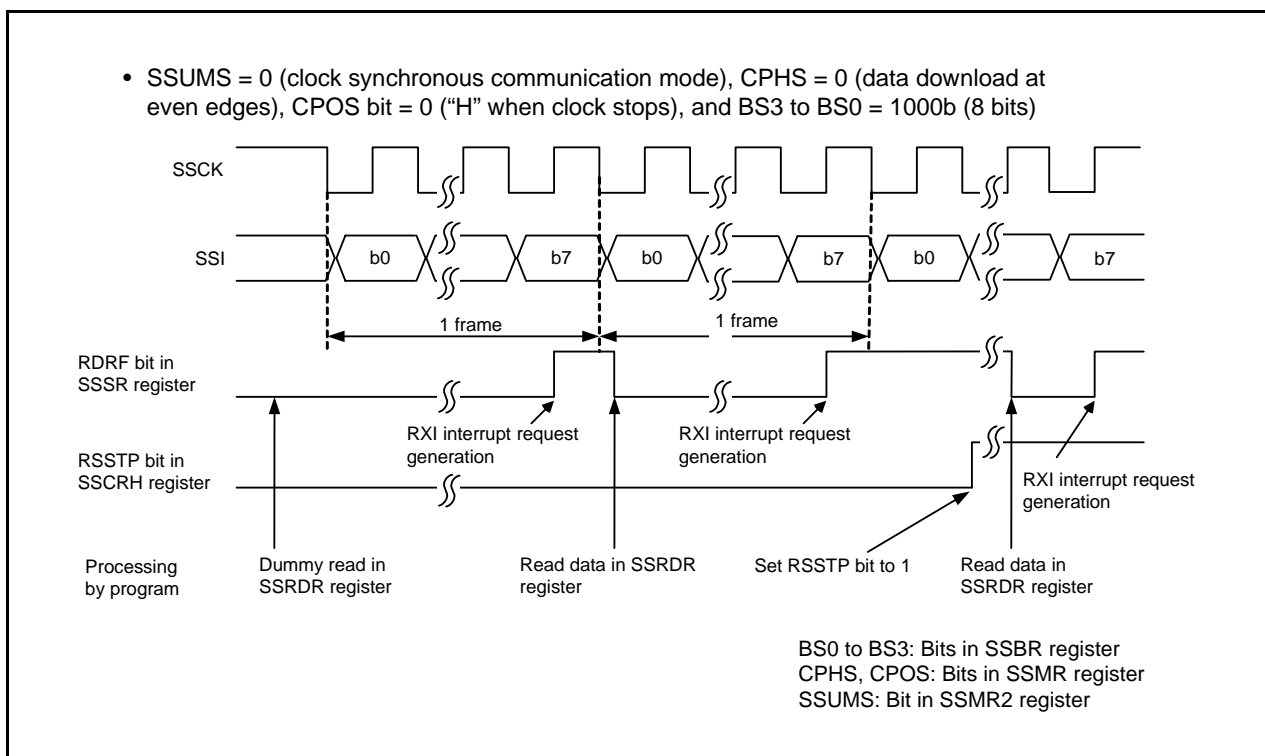 • SSUMS = 0 (clock synchronous communication mode), CPHS = 0 (data download at
even edges), CPOS bit = 0 (“H” when clock stops), and BS3 to BS0 = 1000b (8 bits)
SSCK
SSI
b0
b7
b0
b7
b0
b7
1 frame
1 frame
RDRF bit in
SSSR register
RXI interrupt request
generation
RXI interrupt request
generation
RSSTP bit in
SSCRH register
RXI interrupt request
generation
Processing
by program
Dummy read in
SSRDR register
Read data in SSRDR
register
Set RSSTP bit to 1
Read data in
SSRDR register
BS0 to BS3: Bits in SSBR register
CPHS, CPOS: Bits in SSMR register
SSUMS: Bit in SSMR2 register